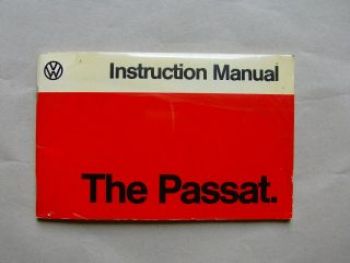 Instruction Manual
The Passat.